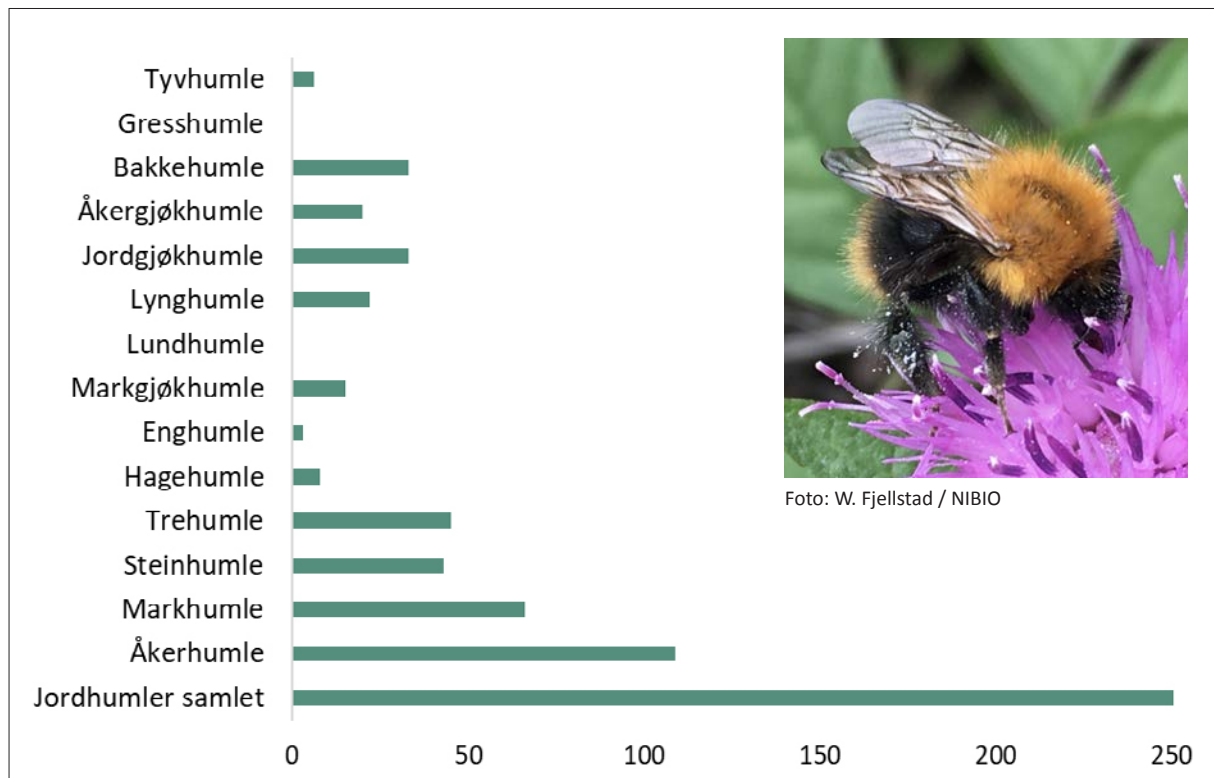 Tyvhumle
Gresshumle
Bakkehumle
Åkergjøkhumle
Jordgjøkhumle
Lynghumle
Lundhumle
Markgjøkhumle
Enghumle
Hagehumle
Trehumle
Steinhumle
Markhumle
Åkerhumle
Jordhumler samlet
0 50 100 150 200 250
Foto: W. Fjellstad / NIBIO